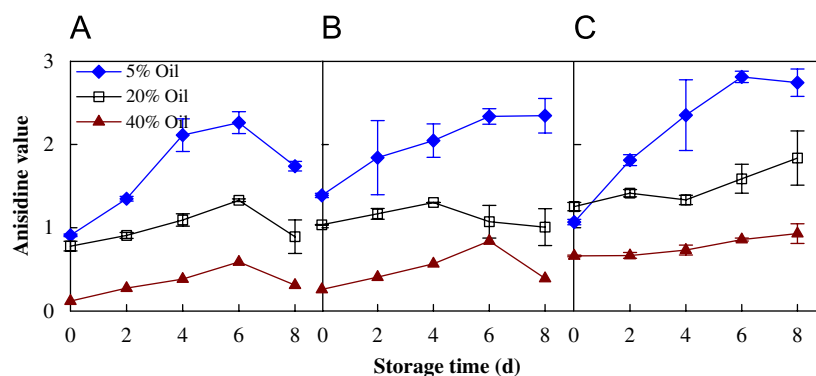 A B C
3
5% Oil
20% Oil
2
40% Oil
1
0
0 2 4 6 8 0 2 4 6 8 0 2 4 6 8
Anisidine value
Storage time (d)